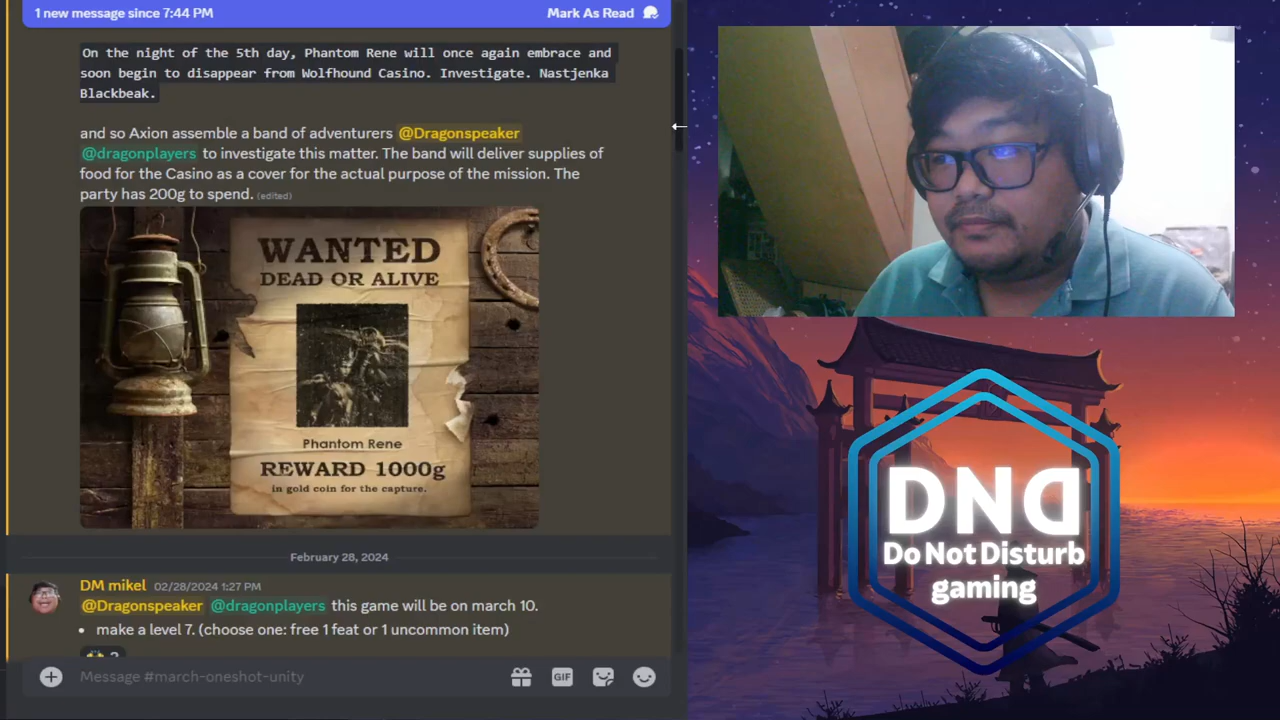 1 new message since 7:44 PM
Mark As Read
On the night of the 5th day, Phantom Rene will once again embrace and
soon begin to disappear from Wolfhound Casino. Investigate. Nastjenka
Blackbeak.
and so Axion assemble a band of adventurers @Dragonspeaker
@dragonplayers to investigate this matter. The band will deliver supplies of
food for the Casino as a cover for the actual purpose of the mission. The
party has 200g to spend. (edited)
WANTED
DEAD OR ALIVE
Phantom Rene
REWARD 1000g
in gold coin for the capture.
February 28, 2024
DM mikel 02/28/2024 1:27 PM
@Dragonspeaker @dragonplayers this game will be on march 10.
• make a level 7. (choose one: free 1 feat or 1 uncommon item)
Message #march-oneshot-unity
GIF
DND
Do Not Disturb
gaming